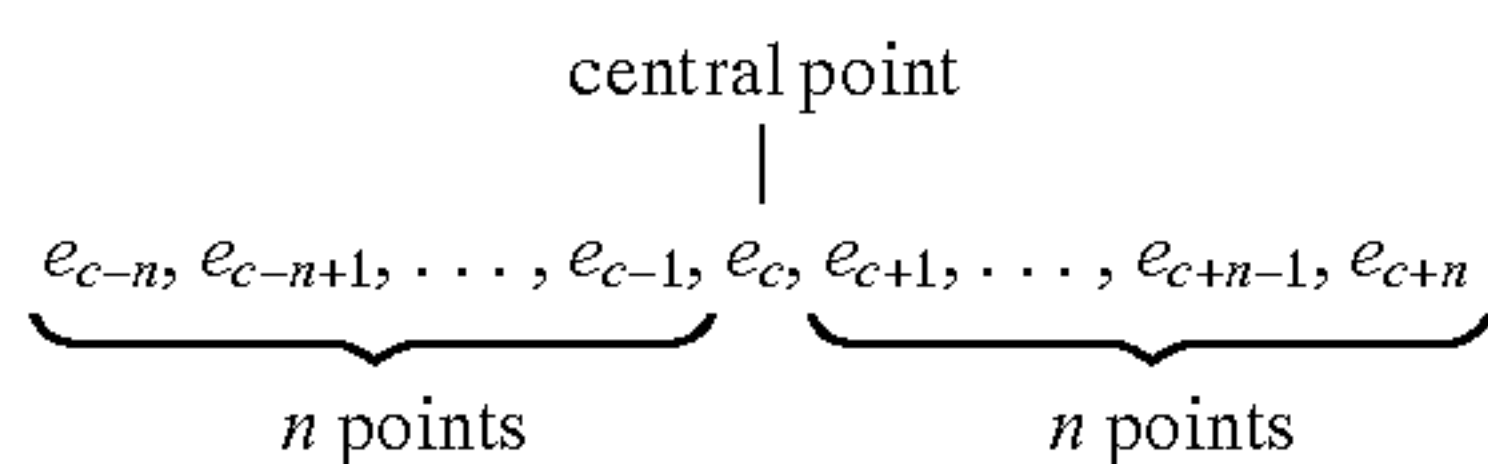 central point
e_{c−n}, e_{c−n+1}, . . . , e_{c−1}, e_c, e_{c+1}, . . . , e_{c+n−1}, e_{c+n}
n points n points